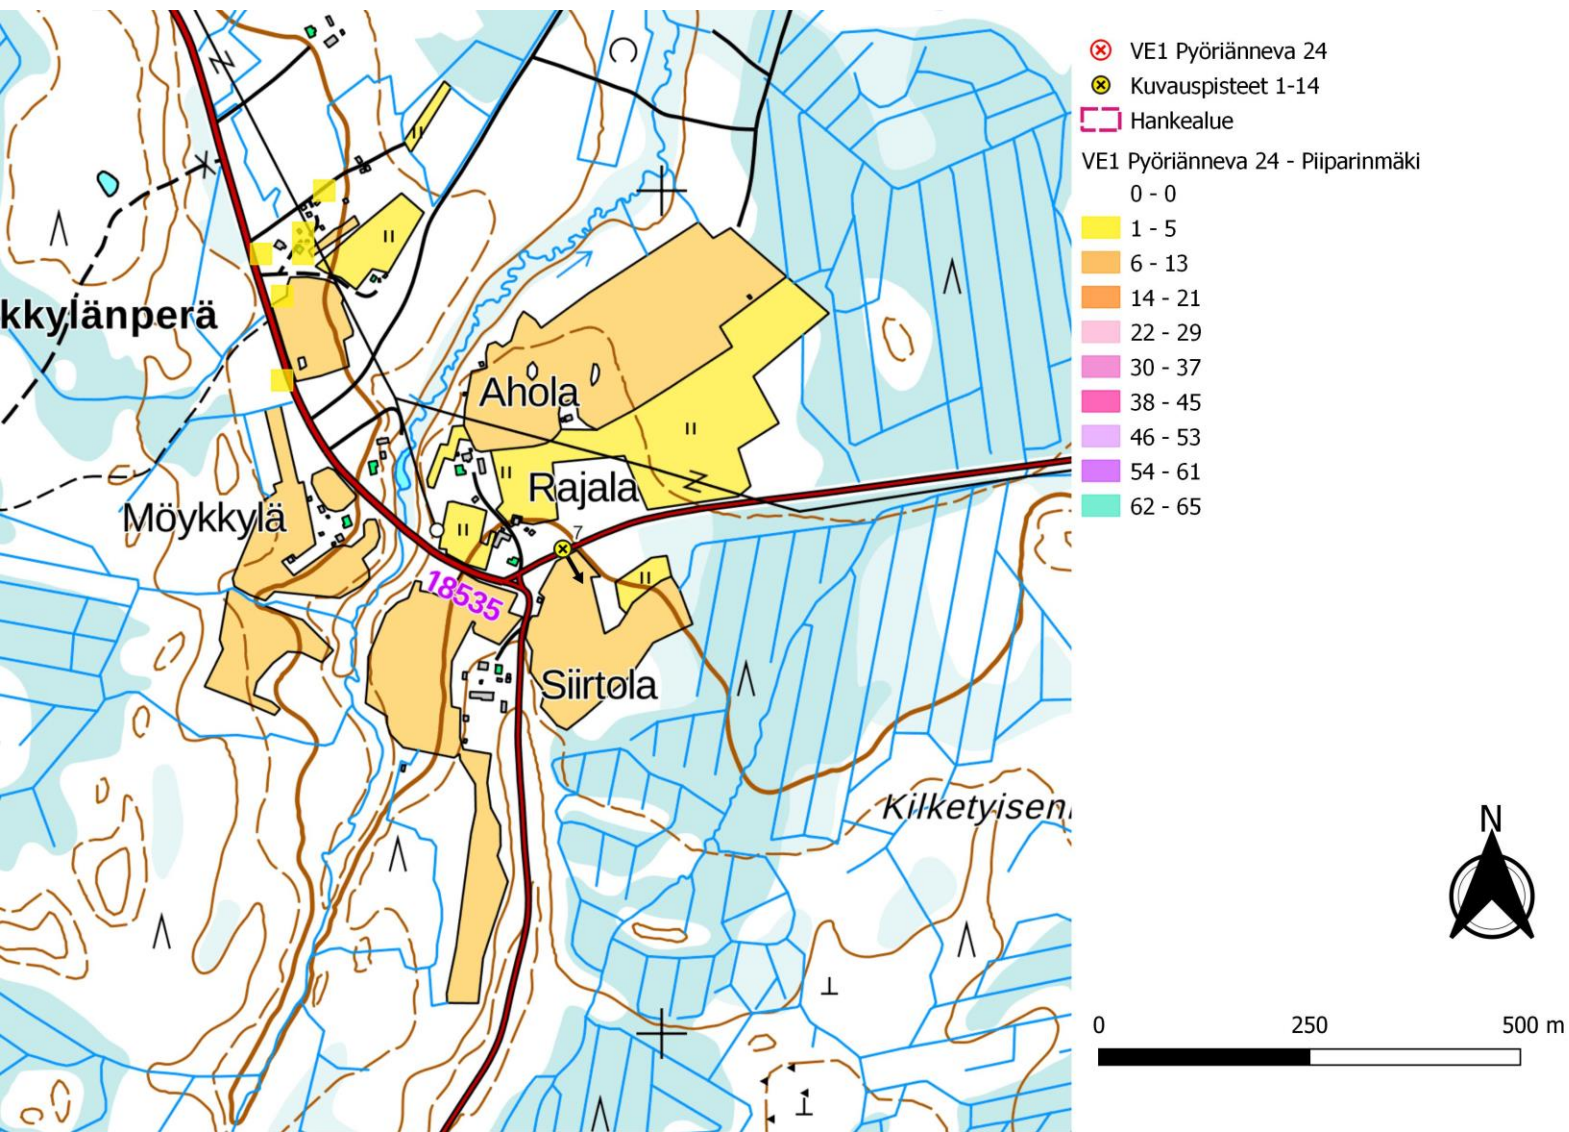 VE1 Pyöriänneva 24
Kuvauspisteet 1-14
Hankealue
VE1 Pyöriänneva 24 - Piiparinmäki
0 - 0
1 - 5
6 - 13
14 - 21
22 - 29
30 - 37
38 - 45
46 - 53
54 - 61
62 - 65
kkylänperä
Ahola
Rajala
Möykkylä
7
18535
Siirtola
Kilketyisen
N
0 250 500 m